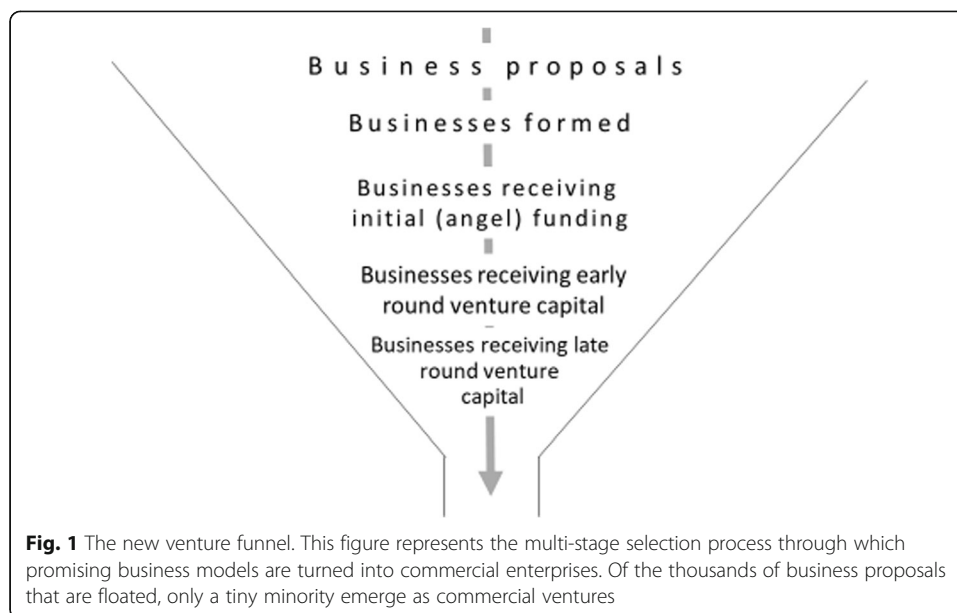 Business proposals
Businesses formed
Businesses receiving
initial (angel) funding
Businesses receiving early
round venture capital
Businesses receiving late
round venture
capital
Fig. 1 The new venture funnel. This figure represents the multi-stage selection process through which
promising business models are turned into commercial enterprises. Of the thousands of business proposals
that are floated, only a tiny minority emerge as commercial ventures